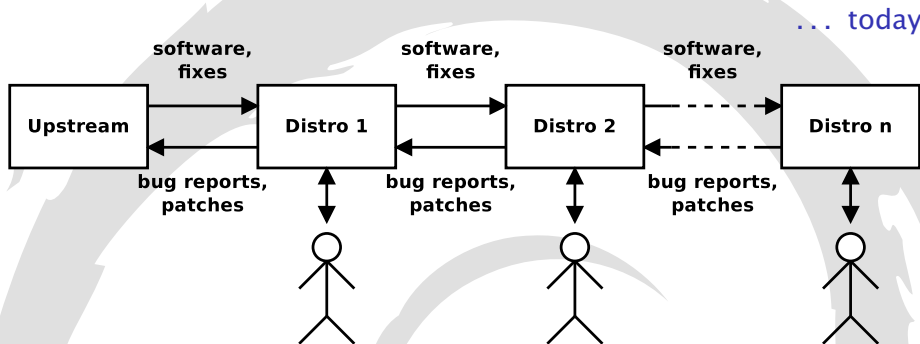 ... today
software,
fixes
software,
fixes
software,
fixes
Upstream
Distro 1
Distro 2
Distro n
bug reports,
patches
bug reports,
patches
bug reports,
patches